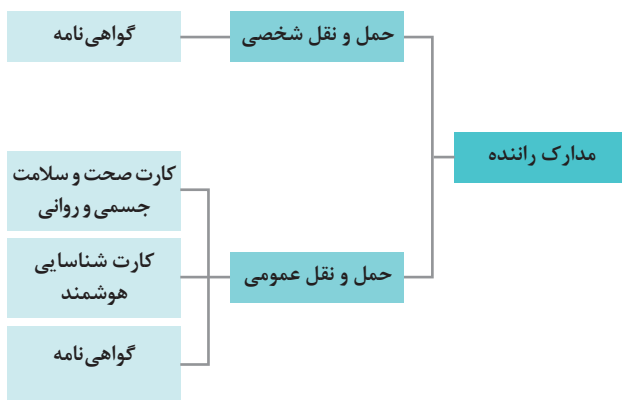 مدارک راننده
حمل و نقل شخصی
گواهی‌نامه
حمل و نقل عمومی
کارت صحت و سلامت
جسمی و روانی
کارت شناسایی
هوشمند
گواهی‌نامه